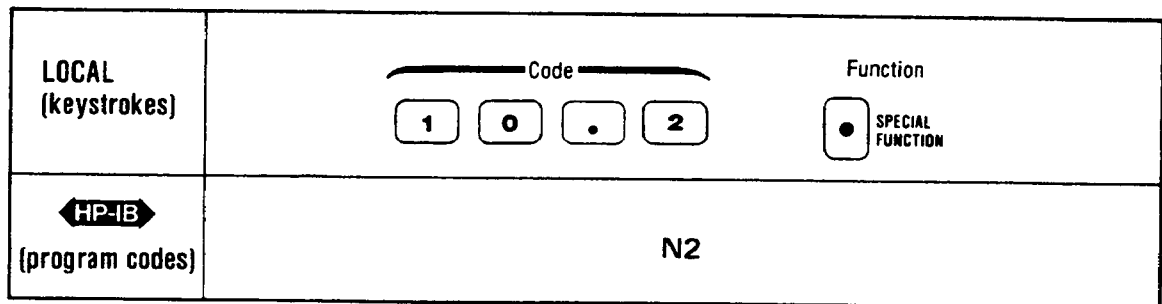 LOCAL
(keystrokes)
Code
1 0 . 2
Function
SPECIAL
FUNCTION
HP-IB
(program codes)
N2